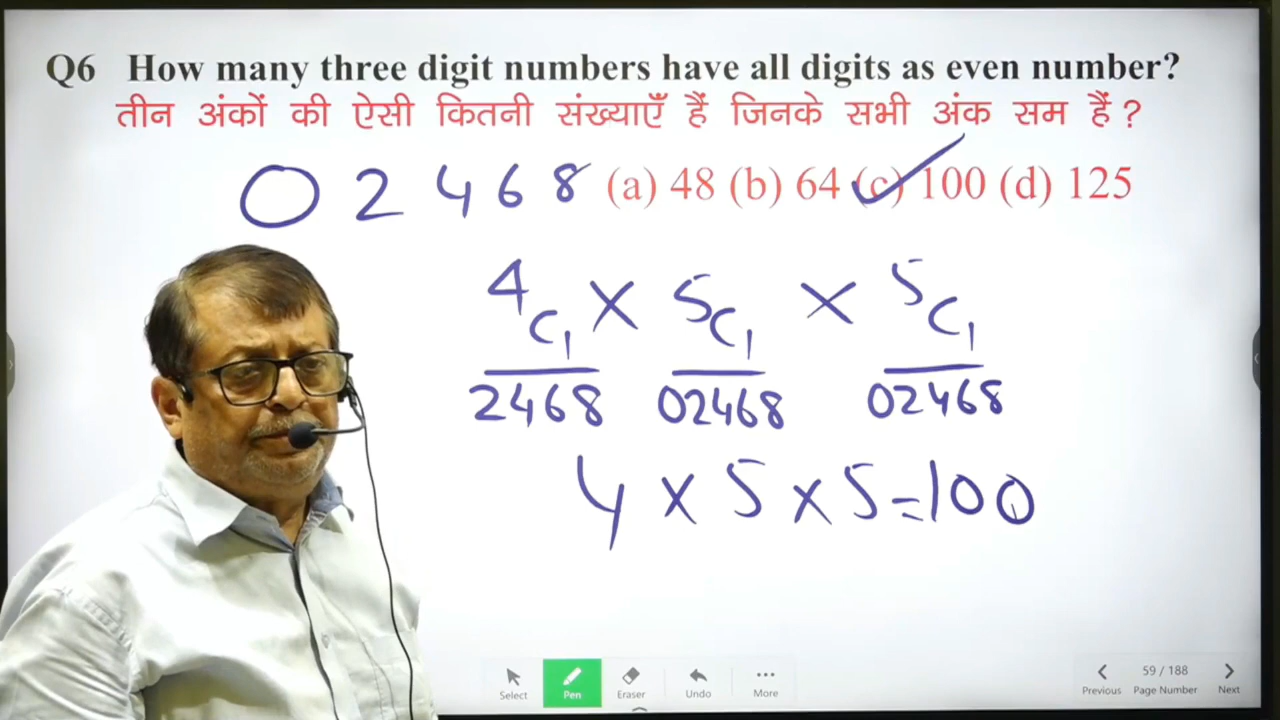 Q6 How many three digit numbers have all digits as even number?
तीन अंकों की ऐसी कितनी संख्याएँ हैं जिनके सभी अंक सम हैं ?
0 2 4 6 8 (a) 48 (b) 64 (c) 100 (d) 125
4C1 × 5C1 × 5C1
2468 02468 02468
4 × 5 × 5 = 100
Select Pen Eraser Undo More
59 / 188
Previous Page Number Next